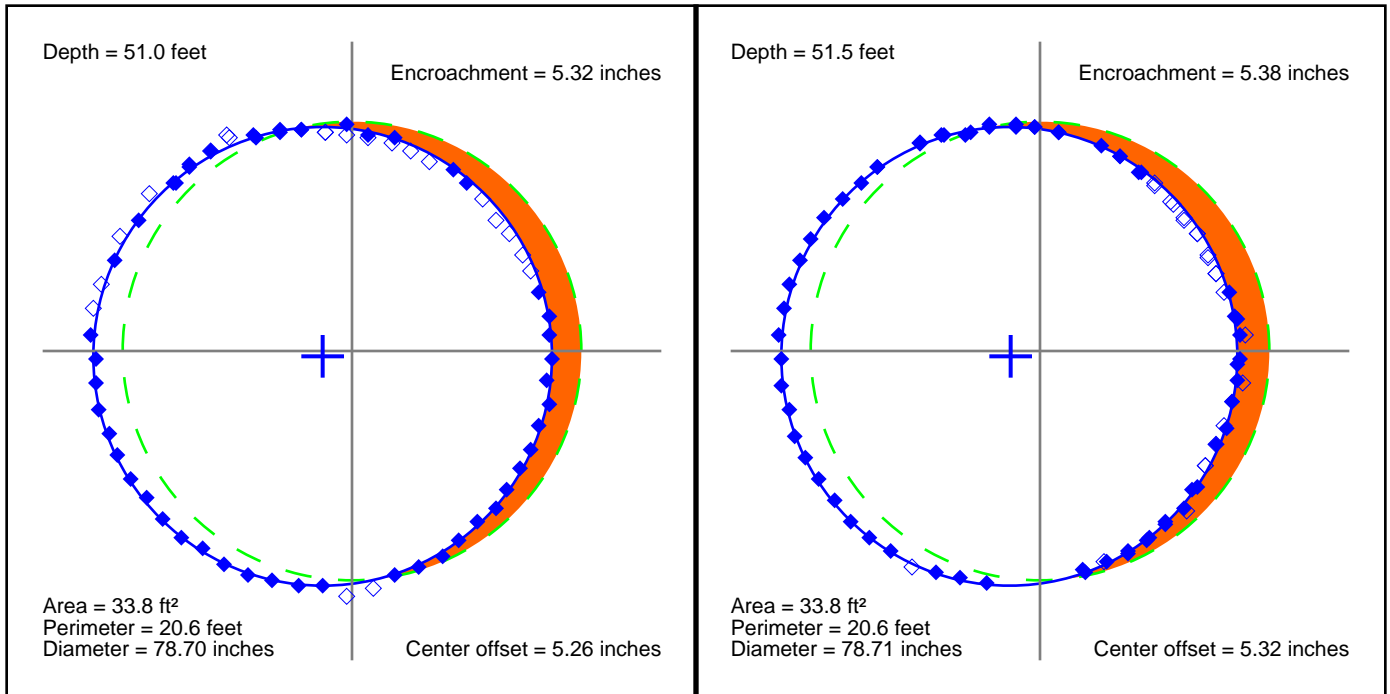 Depth = 51.0 feet
Encroachment = 5.32 inches
Area = 33.8 ft²
Perimeter = 20.6 feet
Diameter = 78.70 inches
Center offset = 5.26 inches
Depth = 51.5 feet
Encroachment = 5.38 inches
Area = 33.8 ft²
Perimeter = 20.6 feet
Diameter = 78.71 inches
Center offset = 5.32 inches